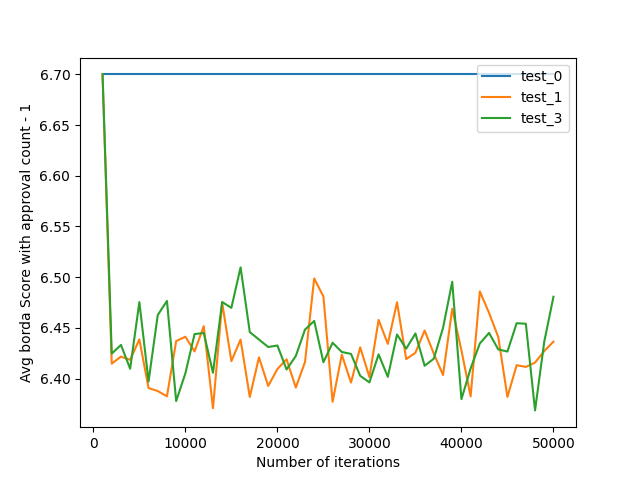 6.70
6.65
6.60
6.55
6.50
6.45
6.40
Avg borda Score with approval count - 1
test_0
test_1
test_3
0
10000
20000
30000
40000
50000
Number of iterations